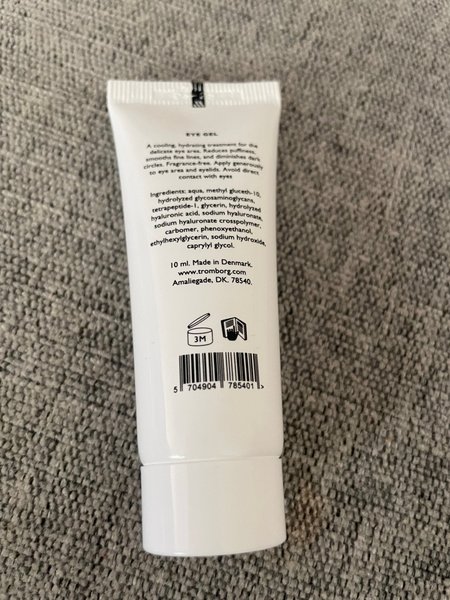 EYE GEL
A cooling, hydrating treatment for the
delicate eye area. Reduces puffiness,
smooths fine lines, and diminishes dark
circles. Fragrance-free. Apply generously
to eye area and eyelids. Avoid direct
contact with eyes
Ingredients: aqua, methyl gluceth-10,
hydrolyzed glycosaminoglycans,
tetrapeptide-1, glycerin, hydrolyzed
hyaluronic acid, sodium hyaluronate,
sodium hyaluronate crosspolymer,
carbomer, phenoxyethanol,
ethylhexylglycerin, sodium hydroxide,
caprylyl glycol.
10 ml. Made in Denmark.
www.tromborg.com
Amaliegade, DK. 78540.
3M
5 704904 785401 >